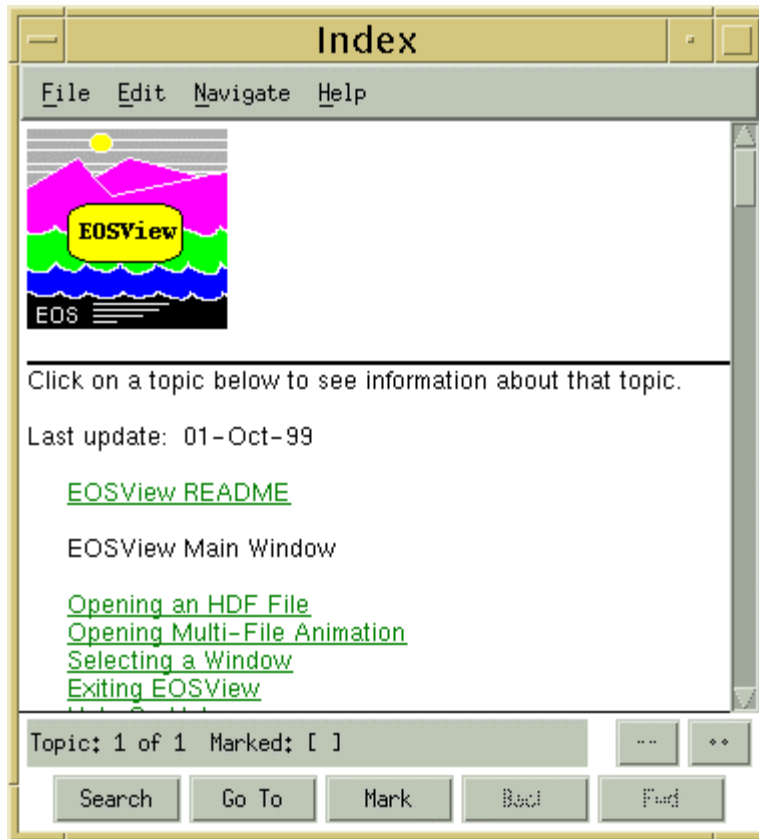 Index
File Edit Navigate Help
EOSView
EOS
Click on a topic below to see information about that topic.
Last update: 01-Oct-99
EOSView README
EOSView Main Window
Opening an HDF File
Opening Multi-File Animation
Selecting a Window
Exiting EOSView
Topic: 1 of 1 Marked: [ ]
Search Go To Mark Back Fwd